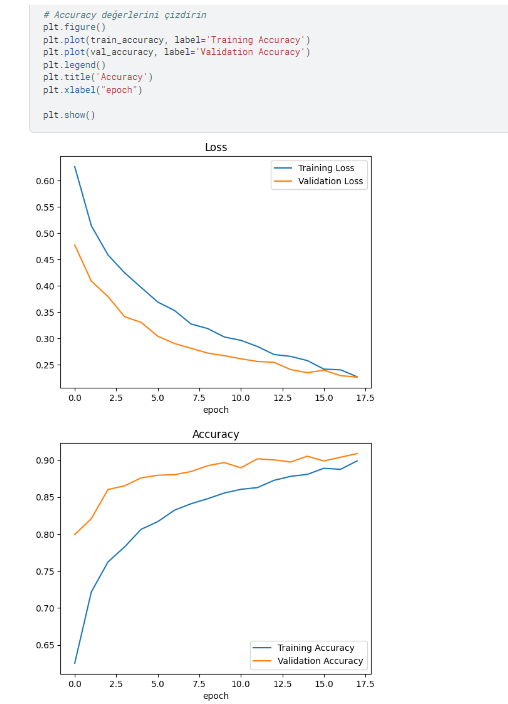 # Accuracy değerlerini çizdirin
plt.figure()
plt.plot(train_accuracy, label='Training Accuracy')
plt.plot(val_accuracy, label='Validation Accuracy')
plt.legend()
plt.title('Accuracy')
plt.xlabel("epoch")
plt.show()
Loss
Training Loss
Validation Loss
0.60
0.55
0.50
0.45
0.40
0.35
0.30
0.25
0.0 2.5 5.0 7.5 10.0 12.5 15.0 17.5
epoch
Accuracy
0.90
0.85
0.80
0.75
0.70
0.65
Training Accuracy
Validation Accuracy
0.0 2.5 5.0 7.5 10.0 12.5 15.0 17.5
epoch